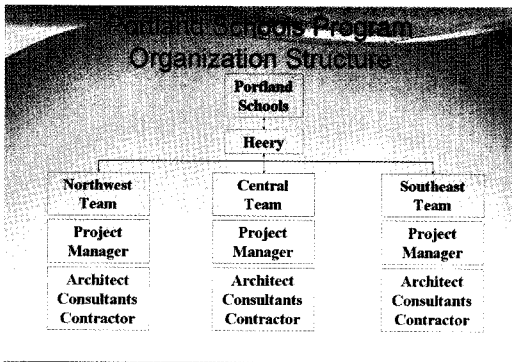 Portland Schools Program
Organization Structure
Portland
Schools
Heery
Northwest
Team
Central
Team
Southeast
Team
Project
Manager
Project
Manager
Project
Manager
Architect
Consultants
Contractor
Architect
Consultants
Contractor
Architect
Consultants
Contractor